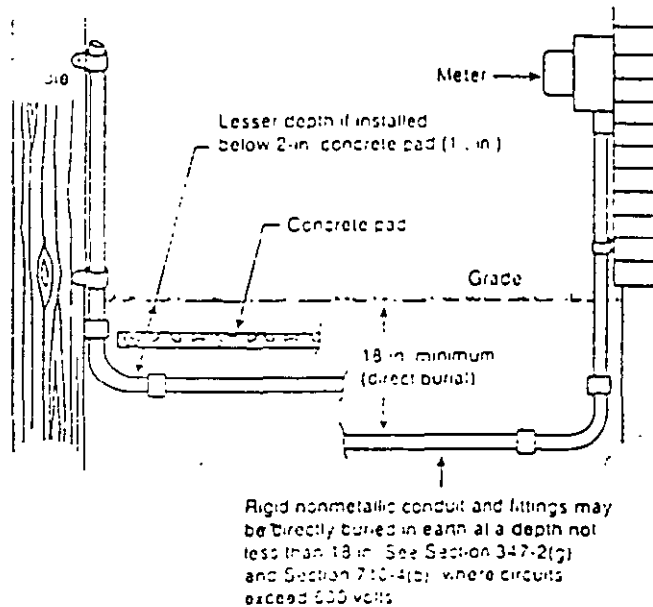 Meter
Lesser depth if installed
below 2-in. concrete pad ( in.)
Concrete pad
Grade
18 in. minimum
(direct burial)
Rigid nonmetallic conduit and fittings may
be directly buried in earth at a depth not
less than 18 in. See Section 347-2(g)
and Section 710-4(b), where circuits
exceed 600 volts